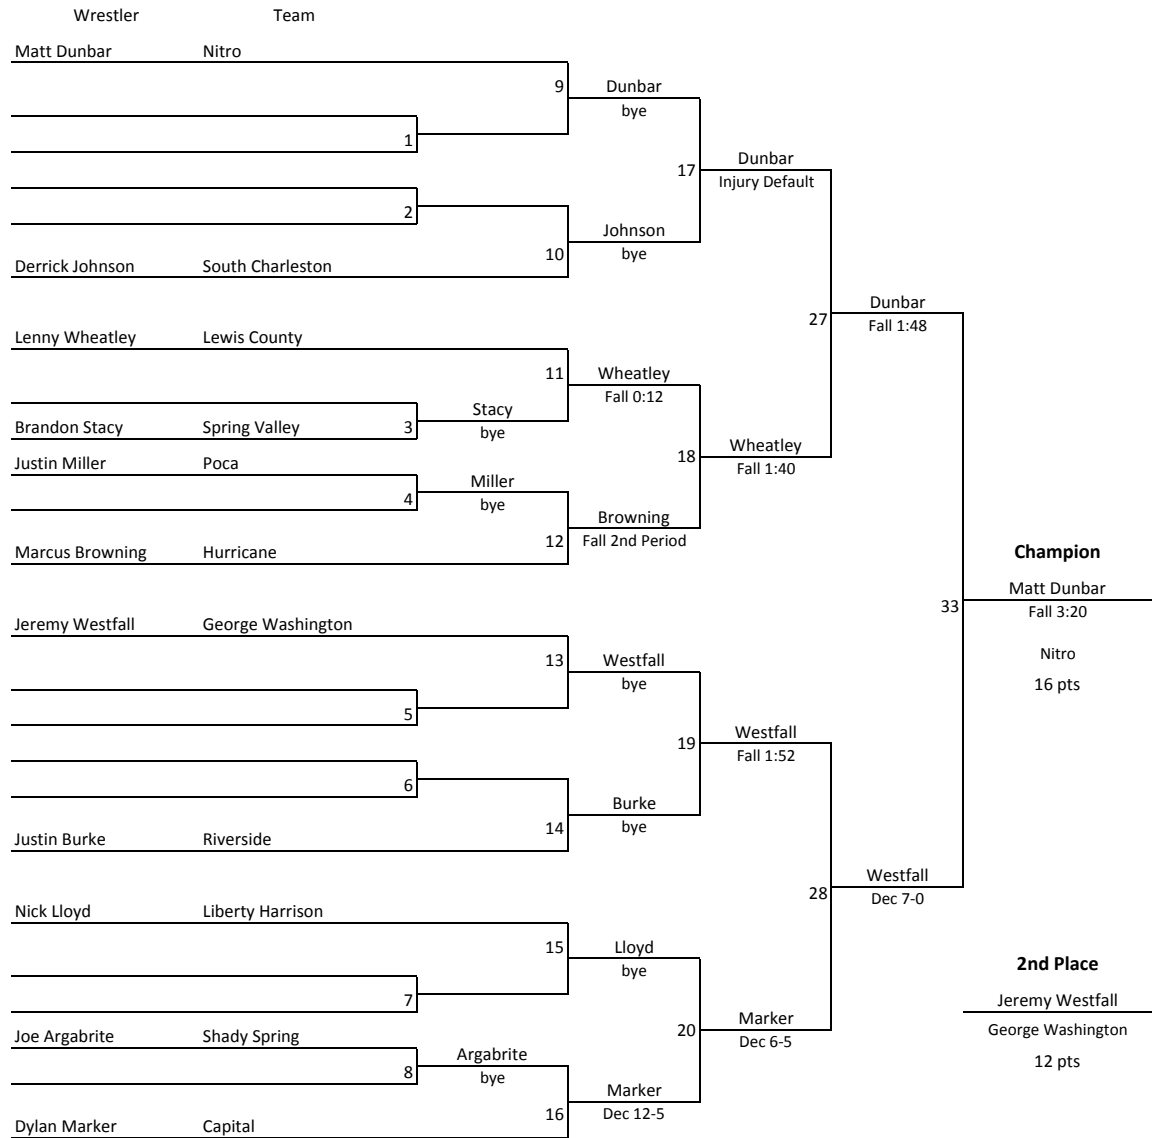 Wrestler Team
Matt Dunbar Nitro
9 Dunbar
bye
1
17 Dunbar
Injury Default
2
Johnson
10 bye
Derrick Johnson South Charleston
27 Dunbar
Fall 1:48
Lenny Wheatley Lewis County
11 Wheatley
Fall 0:12
Stacy
Brandon Stacy Spring Valley 3 bye
18 Wheatley
Fall 1:40
Justin Miller Poca
Miller
4 bye
Browning
12 Fall 2nd Period
Marcus Browning Hurricane
Champion
33 Matt Dunbar
Fall 3:20
Nitro
16 pts
Jeremy Westfall George Washington
13 Westfall
bye
5
19 Westfall
Fall 1:52
6
Burke
14 bye
Justin Burke Riverside
28 Westfall
Dec 7-0
Nick Lloyd Liberty Harrison
15 Lloyd
bye
7
20 Marker
Dec 6-5
Joe Argabrite Shady Spring
Argabrite
8 bye
Marker
16 Dec 12-5
Dylan Marker Capital
2nd Place
Jeremy Westfall
George Washington
12 pts